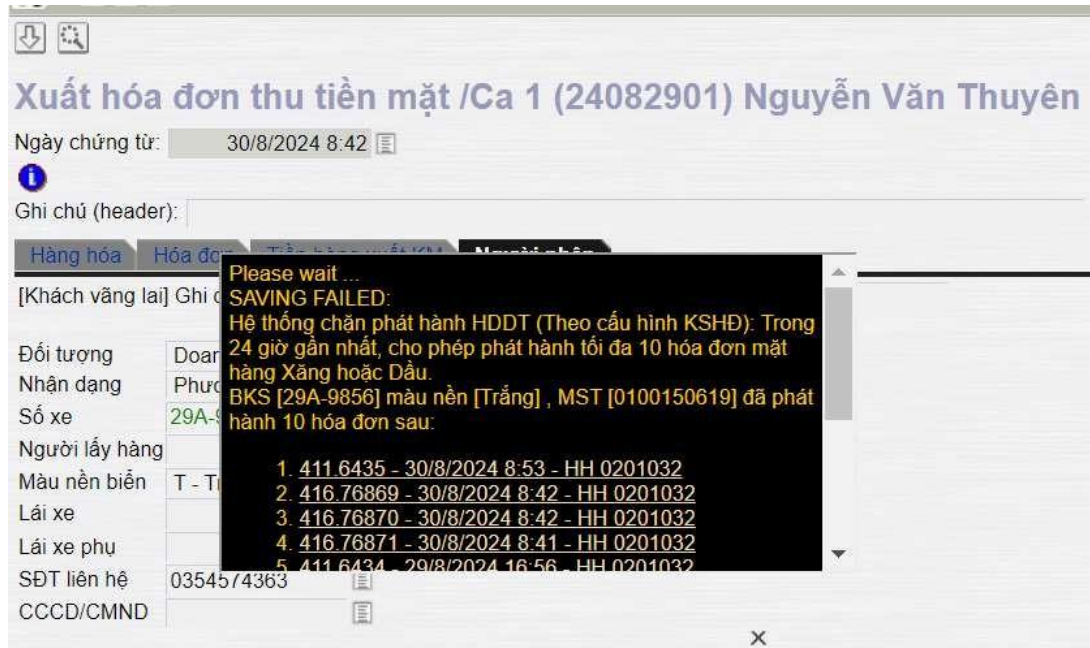 Xuất hóa đơn thu tiền mặt /Ca 1 (24082901) Nguyễn Văn Thuyên
Ngày chứng từ: 30/8/2024 8:42
Ghi chú (header):
Hàng hóa Hóa đơn Tiền hàng xuất KM Người nhận
[Khách vãng lai] Ghi
Please wait ...
SAVING FAILED:
Hệ thống chặn phát hành HDDT (Theo cấu hình KSHĐ): Trong
24 giờ gần nhất, cho phép phát hành tối đa 10 hóa đơn mặt
hàng Xăng hoặc Dầu.
BKS [29A-9856] màu nền [Trắng] , MST [0100150619] đã phát
hành 10 hóa đơn sau:
1. 411.6435 - 30/8/2024 8:53 - HH 0201032
2. 416.76869 - 30/8/2024 8:42 - HH 0201032
3. 416.76870 - 30/8/2024 8:42 - HH 0201032
4. 416.76871 - 30/8/2024 8:41 - HH 0201032
5. 411.6434 - 29/8/2024 16:56 - HH 0201032
Đối tượng
Nhận dạng
Số xe
Người lấy hàng
Màu nền biển T - T
Lái xe
Lái xe phụ
SĐT liên hệ 0354574363
CCCD/CMND